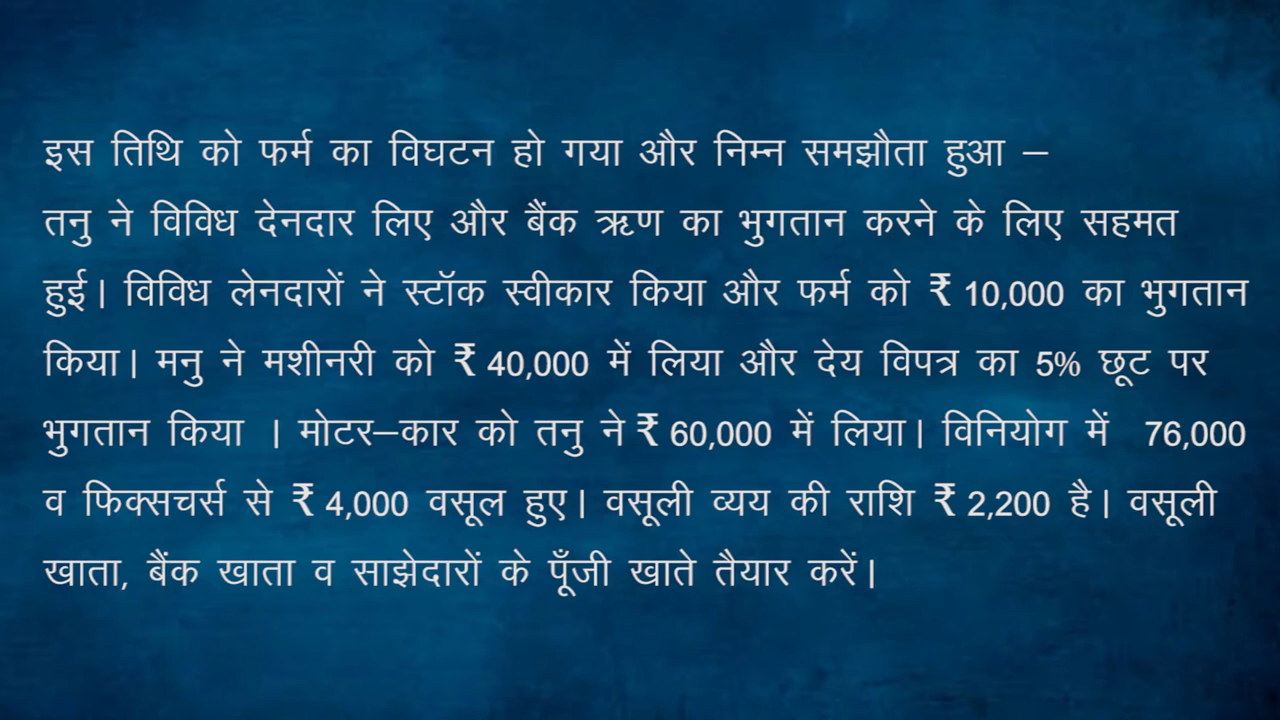 इस तिथि को फर्म का विघटन हो गया और निम्न समझौता हुआ –
तनु ने विविध देनदार लिए और बैंक ऋण का भुगतान करने के लिए सहमत
हुई। विविध लेनदारों ने स्टॉक स्वीकार किया और फर्म को ₹ 10,000 का भुगतान
किया। मनु ने मशीनरी को ₹ 40,000 में लिया और देय विपत्र का 5% छूट पर
भुगतान किया । मोटर–कार को तनु ने ₹ 60,000 में लिया। विनियोग में 76,000
व फिक्सचर्स से ₹ 4,000 वसूल हुए। वसूली व्यय की राशि ₹ 2,200 है। वसूली
खाता, बैंक खाता व साझेदारों के पूँजी खाते तैयार करें।